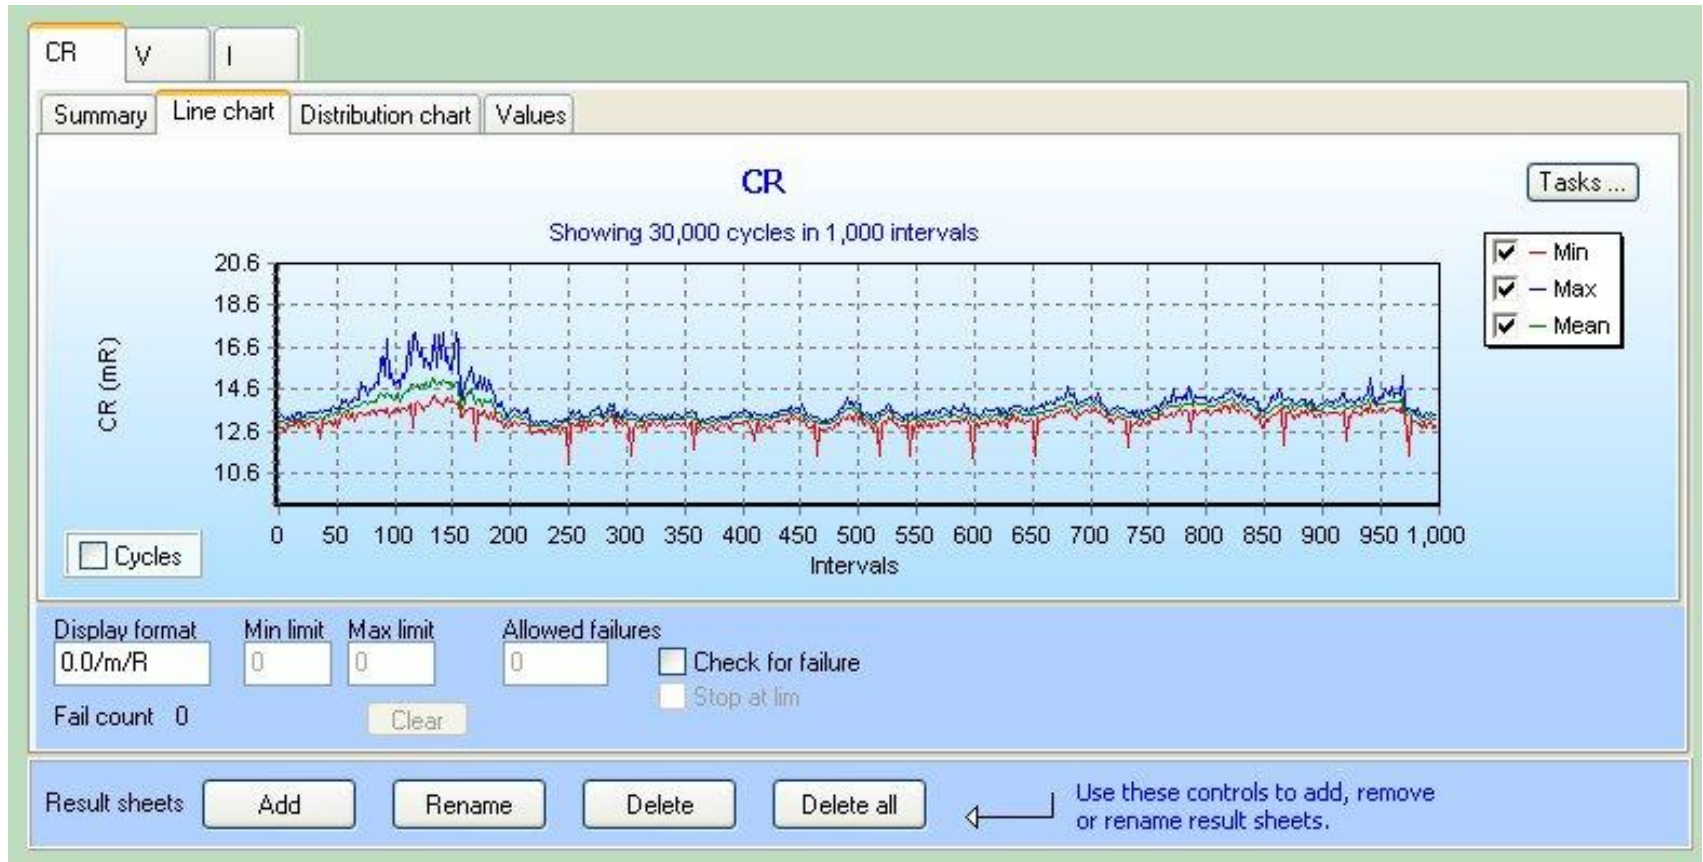 CR V I
Summary Line chart Distribution chart Values
CR
Tasks ...
Showing 30,000 cycles in 1,000 intervals
Min
Max
Mean
20.6
18.6
16.6
14.6
12.6
10.6
CR (mR)
0 50 100 150 200 250 300 350 400 450 500 550 600 650 700 750 800 850 900 950 1,000
Intervals
Cycles
Display format Min limit Max limit Allowed failures
0.0/m/R 0 0 0
Check for failure
Stop at lim
Fail count 0
Clear
Result sheets Add Rename Delete Delete all
Use these controls to add, remove
or rename result sheets.